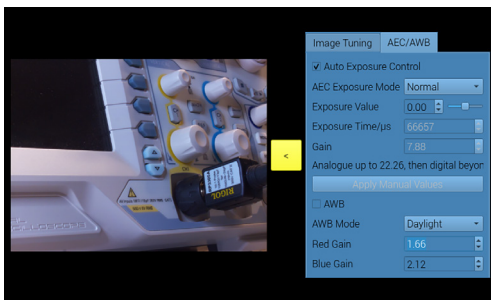 Image Tuning
AEC/AWB
Auto Exposure Control
AEC Exposure Mode Normal
Exposure Value 0.00
Exposure Time/µs 66657
Gain 7.88
Analogue up to 22.26, then digital beyon
Apply Manual Values
AWB
AWB Mode Daylight
Red Gain 1.66
Blue Gain 2.12
<
RIGOL